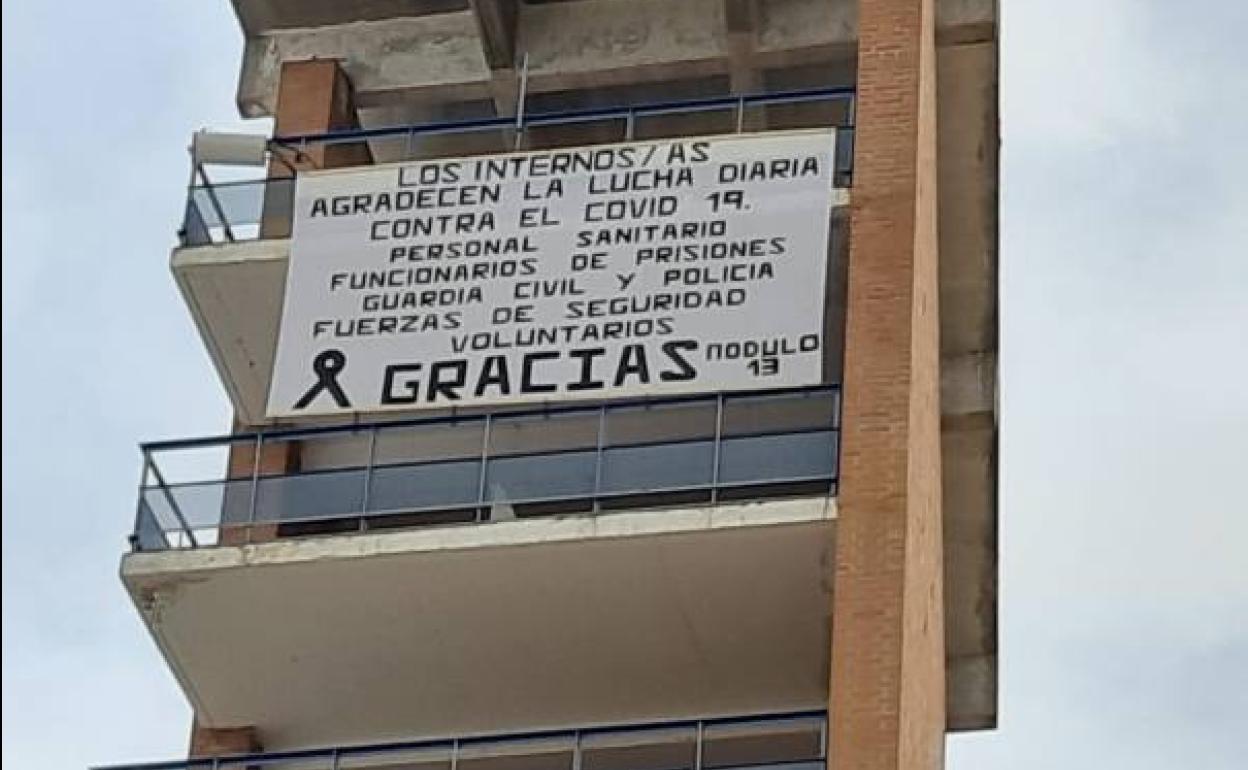 LOS INTERNOS/AS
AGRADECEN LA LUCHA DIARIA
CONTRA EL COVID 19.
PERSONAL SANITARIO
FUNCIONARIOS DE PRISIONES
GUARDIA CIVIL Y POLICIA
FUERZAS DE SEGURIDAD
VOLUNTARIOS
GRACIAS MODULO
13